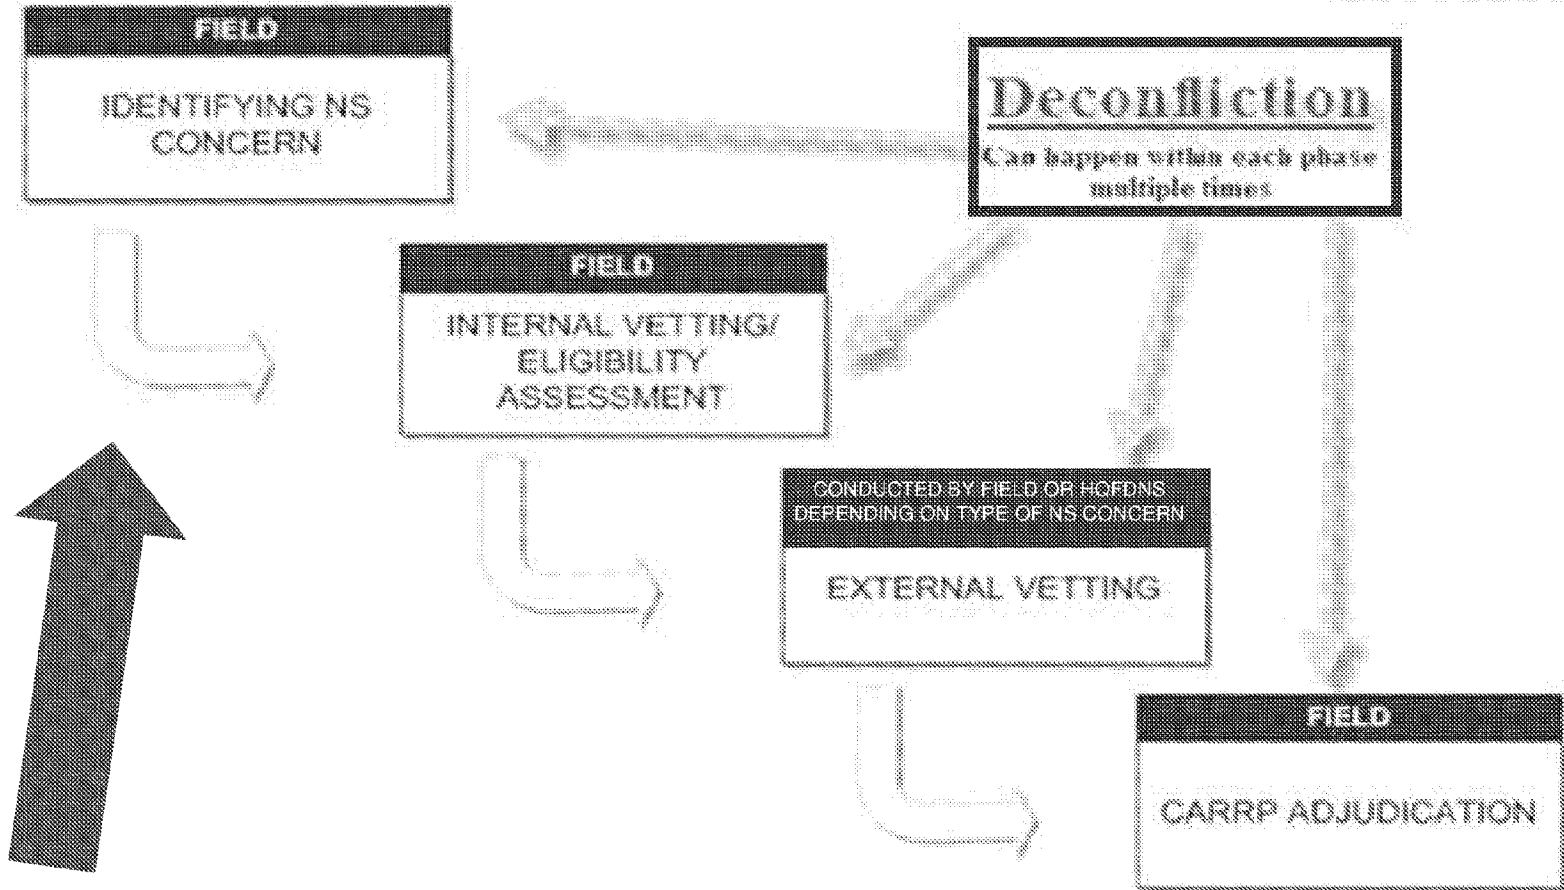 FIELD
IDENTIFYING NS
CONCERN
Deconfliction
Can happen within each phase
multiple times
FIELD
INTERNAL VETTING/
ELIGIBILITY
ASSESSMENT
CONDUCTED BY FIELD OR HQFDNS
DEPENDING ON TYPE OF NS CONCERN
EXTERNAL VETTING
FIELD
CARRP ADJUDICATION